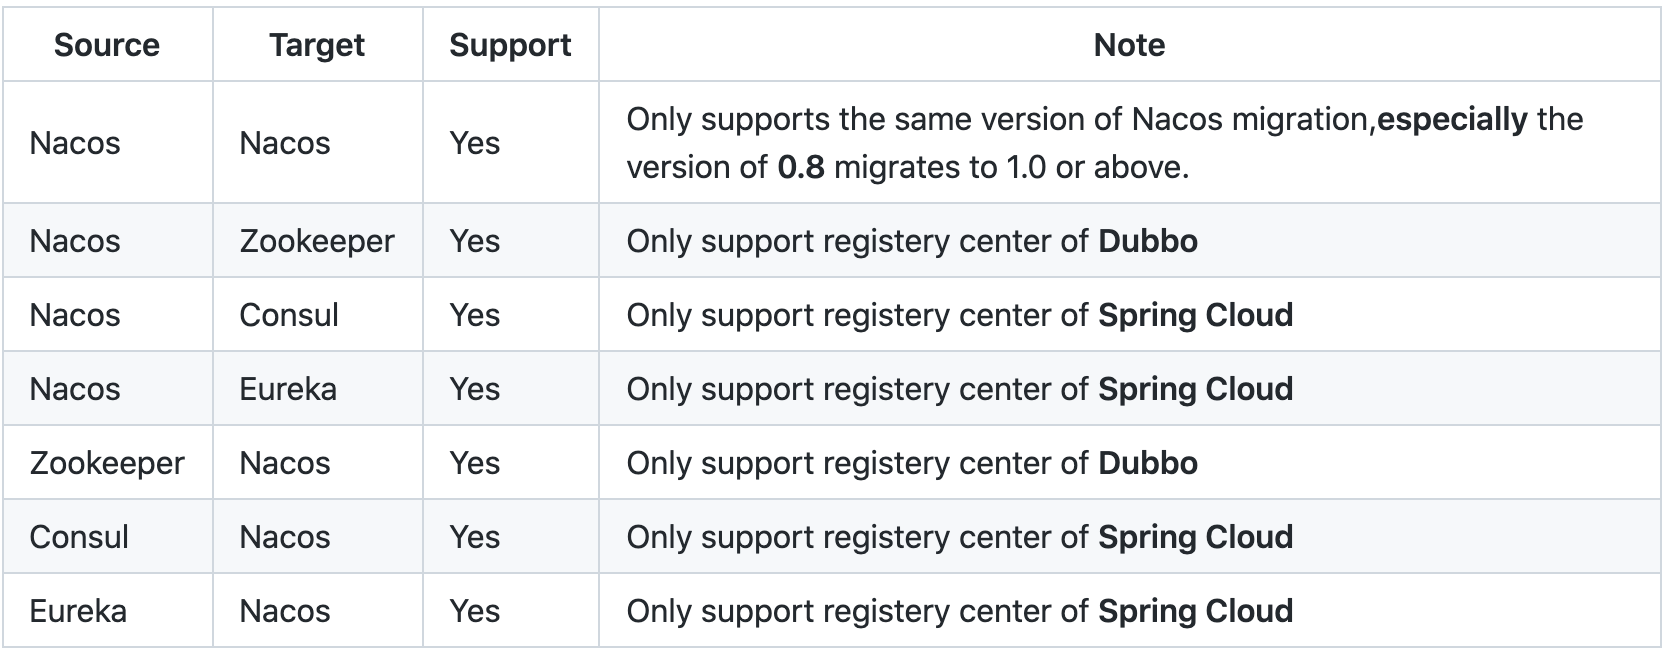 Source Target Support Note
Nacos Nacos Yes Only supports the same version of Nacos migration,especially the
version of 0.8 migrates to 1.0 or above.
Nacos Zookeeper Yes Only support registery center of Dubbo
Nacos Consul Yes Only support registery center of Spring Cloud
Nacos Eureka Yes Only support registery center of Spring Cloud
Zookeeper Nacos Yes Only support registery center of Dubbo
Consul Nacos Yes Only support registery center of Spring Cloud
Eureka Nacos Yes Only support registery center of Spring Cloud